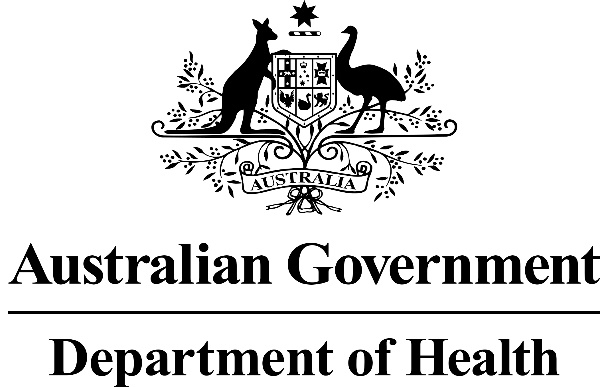 AUSTRALIA
Australian Government
Department of Health